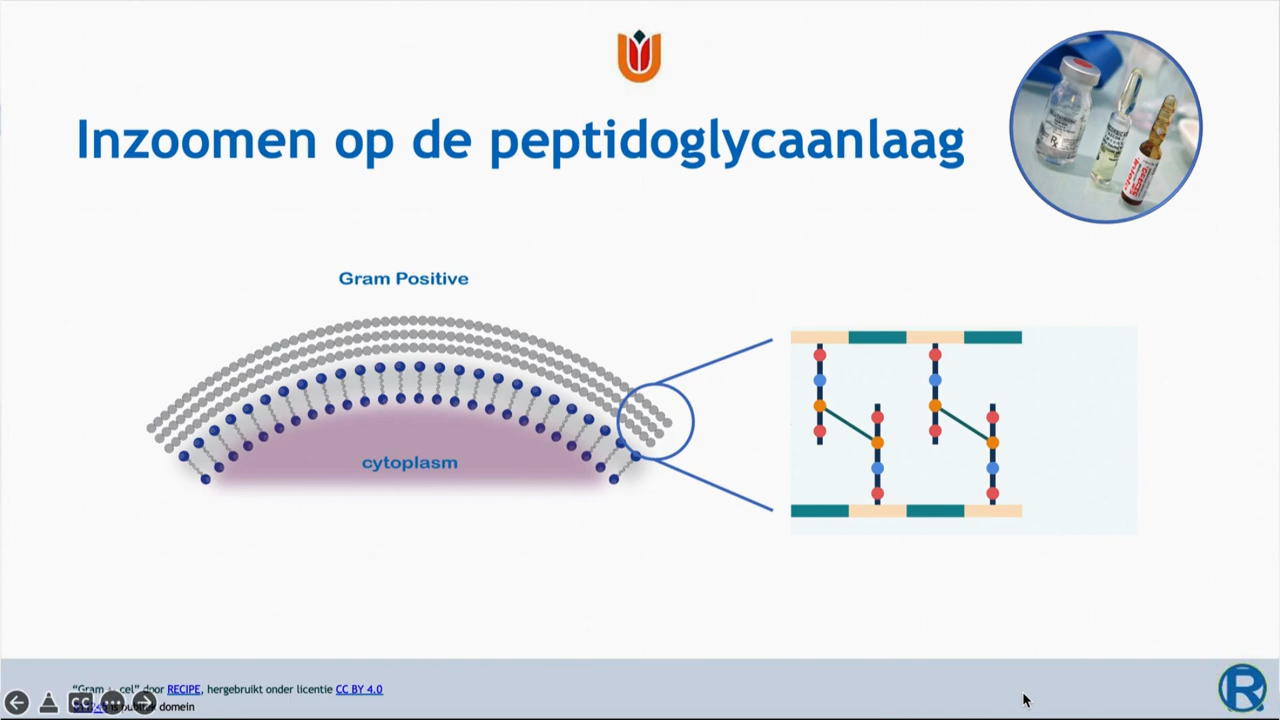 Inzoomen op de peptidoglycaanlaag
Gram Positive
cytoplasm
"Gram cel" door RECIPE, hergebruikt onder licentie CC BY 4.0
CC
domein
R